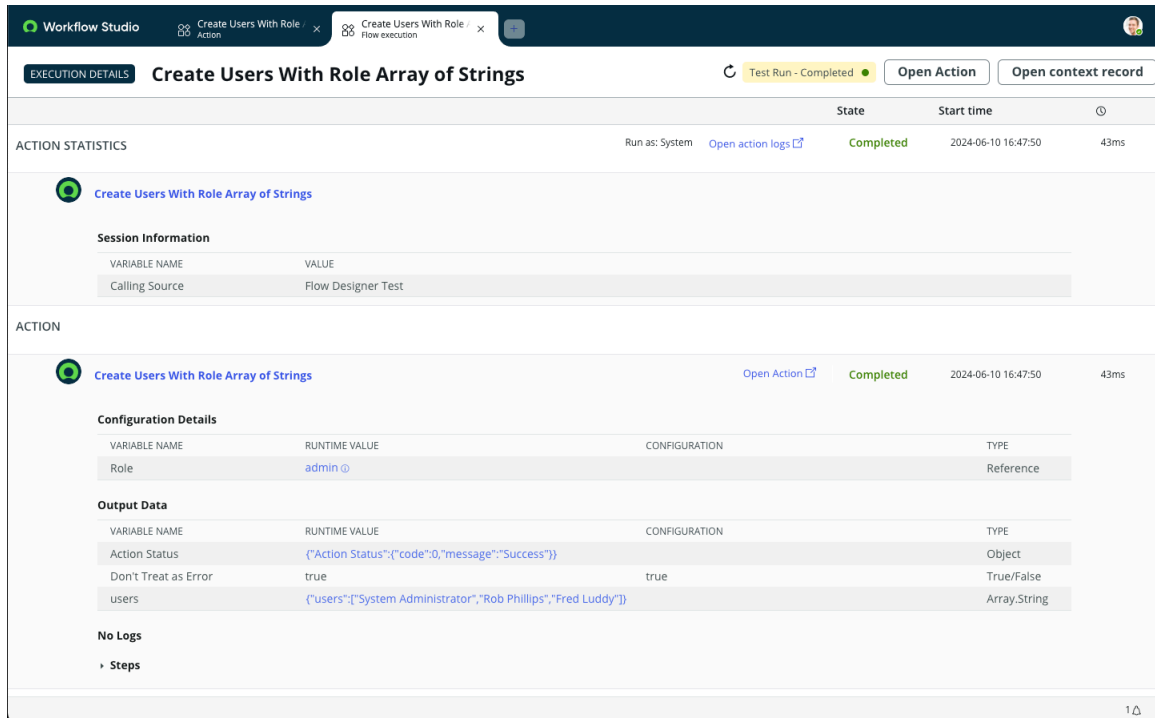 Workflow Studio
Create Users With Role
Action
Create Users With Role
Flow execution
EXECUTION DETAILS Create Users With Role Array of Strings Test Run - Completed Open Action Open context record
State Start time
ACTION STATISTICS Run as: System Open action logs Completed 2024-06-10 16:47:50 43ms
Create Users With Role Array of Strings
Session Information
VARIABLE NAME VALUE
Calling Source Flow Designer Test
ACTION
Create Users With Role Array of Strings Open Action Completed 2024-06-10 16:47:50 43ms
Configuration Details
VARIABLE NAME RUNTIME VALUE CONFIGURATION TYPE
Role admin Reference
Output Data
VARIABLE NAME RUNTIME VALUE CONFIGURATION TYPE
Action Status {"Action Status":{"code":0,"message":"Success"}} Object
Don't Treat as Error true true True/False
users {"users":["System Administrator","Rob Phillips","Fred Luddy"]} Array.String
No Logs
Steps
1